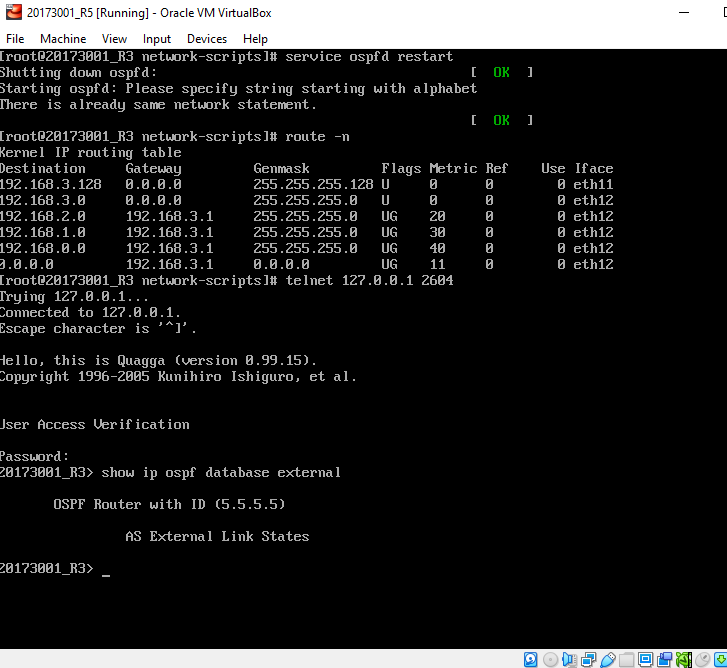 20173001_R5 [Running] - Oracle VM VirtualBox
File Machine View Input Devices Help
[root@20173001_R3 network-scripts]# service ospfd restart
Shutting down ospfd: [ OK ]
Starting ospfd: Please specify string starting with alphabet
There is already same network statement.
[ OK ]
[root@20173001_R3 network-scripts]# route -n
Kernel IP routing table
Destination Gateway Genmask Flags Metric Ref Use Iface
192.168.3.128 0.0.0.0 255.255.255.128 U 0 0 0 eth11
192.168.3.0 0.0.0.0 255.255.255.0 U 0 0 0 eth12
192.168.2.0 192.168.3.1 255.255.255.0 UG 20 0 0 eth12
192.168.1.0 192.168.3.1 255.255.255.0 UG 30 0 0 eth12
192.168.0.0 192.168.3.1 255.255.255.0 UG 40 0 0 eth12
0.0.0.0 192.168.3.1 0.0.0.0 UG 11 0 0 eth12
[root@20173001_R3 network-scripts]# telnet 127.0.0.1 2604
Trying 127.0.0.1...
Connected to 127.0.0.1.
Escape character is '^]'.
Hello, this is Quagga (version 0.99.15).
Copyright 1996-2005 Kunihiro Ishiguro, et al.
User Access Verification
Password:
20173001_R3> show ip ospf database external
OSPF Router with ID (5.5.5.5)
AS External Link States
20173001_R3> _